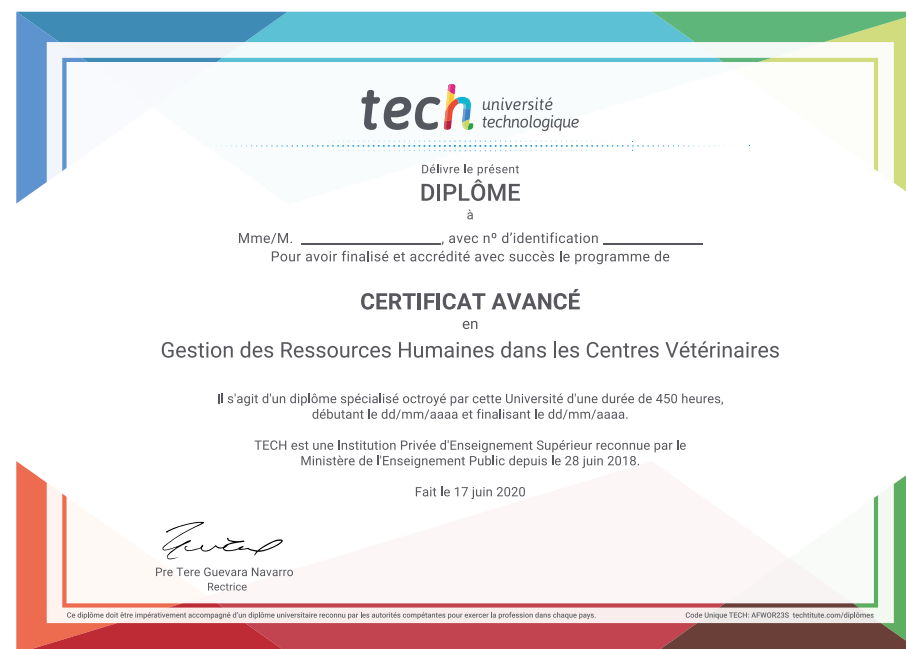 tech université
technologique
Délivre le présent
DIPLÔME
à
Mme/M. ____________________, avec nº d'identification ______________
Pour avoir finalisé et accrédité avec succès le programme de
CERTIFICAT AVANCÉ
en
Gestion des Ressources Humaines dans les Centres Vétérinaires
Il s'agit d'un diplôme spécialisé octroyé par cette Université d'une durée de 450 heures,
débutant le dd/mm/aaaa et finalisant le dd/mm/aaaa.
TECH est une Institution Privée d'Enseignement Supérieur reconnue par le
Ministère de l'Enseignement Public depuis le 28 juin 2018.
Fait le 17 juin 2020
Pre Tere Guevara Navarro
Rectrice
Ce diplôme doit être impérativement accompagné d'un diplôme universitaire reconnu par les autorités compétentes pour exercer la profession dans chaque pays.
Code Unique TECH: AFWOR23S techtitute.com/diplômes